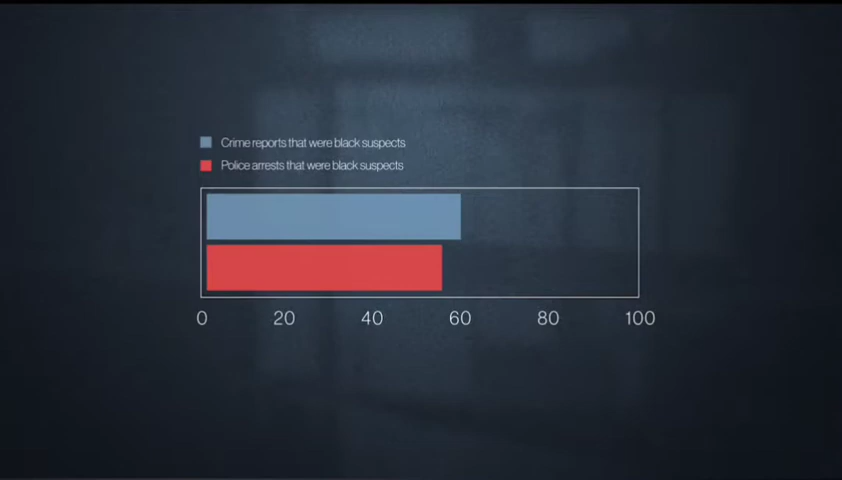 Crime reports that were black suspects
Police arrests that were black suspects
0 20 40 60 80 100